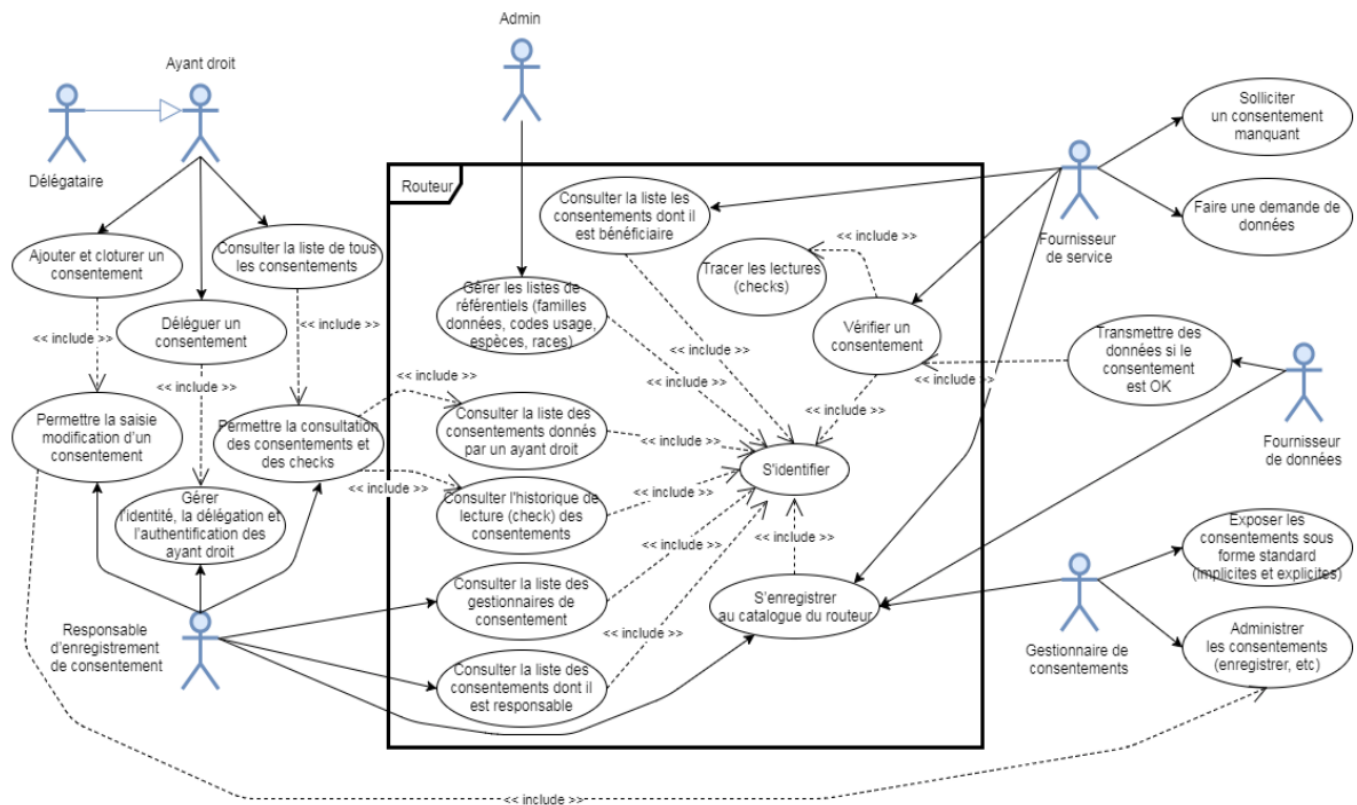 Admin
Ayant droit
Délégataire
Routeur
Solliciter
un consentement
manquant
Faire une demande de
données
Fournisseur
de service
Consulter la liste les
consentements dont il
est bénéficiaire
<< include >>
Tracer les lectures
(checks)
Ajouter et cloturer un
consentement
Consulter la liste de tous
les consentements
Gérer les listes de
référentiels (familles
données, codes usage,
espèces, races)
Déléguer un
consentement
Vérifier un
consentement
Transmettre des
données si le
consentement
est OK
Fournisseur
de données
<< include >>
<< include >>
<< include >>
<< include >>
<< include >>
<< include >>
<< include >>
Permettre la saisie
modification d'un
consentement
Permettre la consultation
des consentements et
des checks
Consulter la liste des
consentements donnés
par un ayant droit
<< include >>
S'identifier
Gérer
l'identité, la délégation et
l'authentification des
ayant droit
<< include >>
Consulter l'historique de
lecture (check) des
consentements
<< include >>
<< include >>
<< include >>
Exposer les
consentements sous
forme standard
(implicites et explicites)
Consulter la liste des
gestionnaires de
consentement
S'enregistrer
au catalogue du routeur
<< include >>
Responsable
d'enregistrement
de consentement
Consulter la liste des
consentements dont il
est responsable
Gestionnaire de
consentements
Administrer
les consentements
(enregistrer, etc)
<< include >>